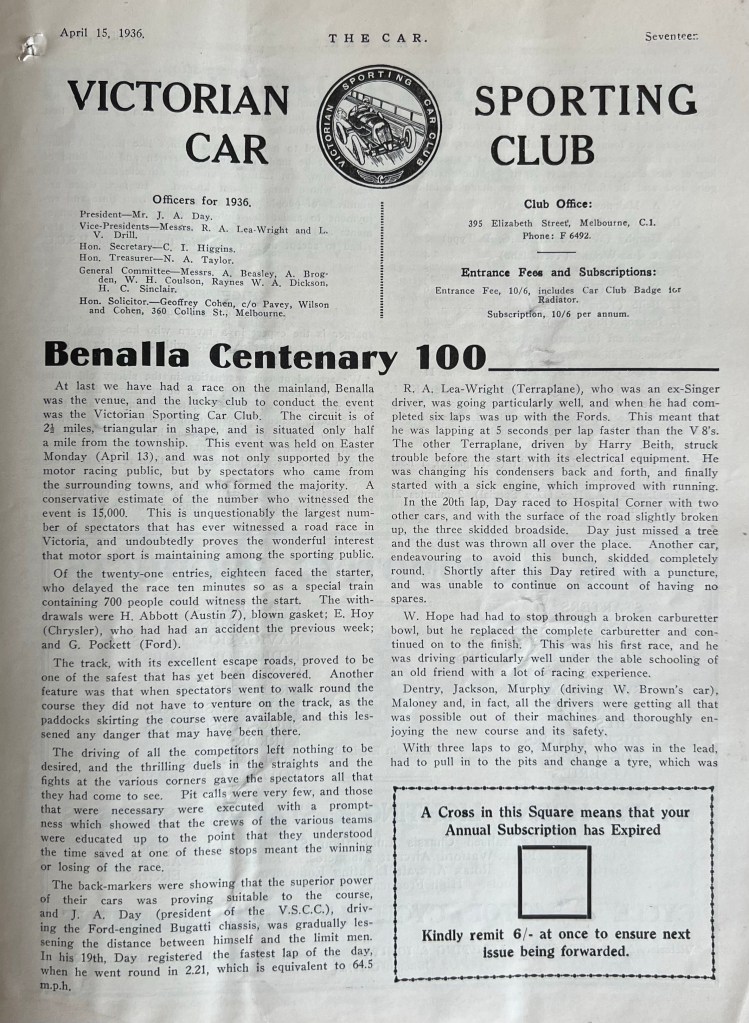 April 15, 1936.
THE CAR.
Seventeen
VICTORIAN
CAR
VICTORIAN SPORTING CAR CLUB
SPORTING
CLUB
Officers for 1936.
President—Mr. J. A. Day.
Vice-Presidents—Messrs. R. A. Lea-Wright and L.
V. Drill.
Hon. Secretary—C. I. Higgins.
Hon. Treasurer—N. A. Taylor.
General Committee—Messrs. A. Beasley, A. Brog-
den, W. H. Coulson, Raynes W. A. Dickson,
H. C. Sinclair.
Hon. Solicitor.—Geoffrey Cohen, c/o Pavey, Wilson
and Cohen, 360 Collins St., Melbourne.
Club Office:
395 Elizabeth Street, Melbourne, C.1.
Phone: F 6492.
Entrance Fees and Subscriptions:
Entrance Fee, 10/6, includes Car Club Badge for
Radiator.
Subscription, 10/6 per annum.
Benalla Centenary 100
At last we have had a race on the mainland, Benalla
was the venue, and the lucky club to conduct the event
was the Victorian Sporting Car Club. The circuit is of
miles, triangular in shape, and is situated only half
a mile from the township. This event was held on Easter
Monday (April 13), and was not only supported by the
motor racing public, but by spectators who came from
the surrounding towns, and who formed the majority. A
conservative estimate of the number who witnessed the
event is 15,000. This is unquestionably the largest num-
ber of spectators that has ever witnessed a road race in
Victoria, and undoubtedly proves the wonderful interest
that motor sport is maintaining among the sporting public.
Of the twenty-one entries, eighteen faced the starter,
who delayed the race ten minutes so as a special train
containing 700 people could witness the start. The with-
drawals were H. Abbott (Austin 7), blown gasket; E. Hoy
(Chrysler), who had had an accident the previous week;
and G. Pockett (Ford).
The track, with its excellent escape roads, proved to be
one of the safest that has yet been discovered. Another
feature was that when spectators went to walk round the
course they did not have to venture on the track, as the
paddocks skirting the course were available, and this les-
sened any danger that may have been there.
The driving of all the competitors left nothing to be
desired, and the thrilling duels in the straights and the
fights at the various corners gave the spectators all that
they had come to see. Pit calls were very few, and those
that were necessary were executed with a prompt-
ness which showed that the crews of the various teams
were educated up to the point that they understood
the time saved at one of these stops meant the winning
or losing of the race.
The back-markers were showing that the superior power
of their cars was proving suitable to the course,
and J. A. Day (president of the V.S.C.C.), driv-
ing the Ford-engined Bugatti chassis, was gradually les-
sening the distance between himself and the limit men.
In his 19th, Day registered the fastest lap of the day,
when he went round in 2.21, which is equivalent to 64.5
m.p.h.
R. A. Lea-Wright (Terraplane), who was an ex-Singer
driver, was going particularly well, and when he had com-
pleted six laps was up with the Fords. This meant that
he was lapping at 5 seconds per lap faster than the V 8's.
The other Terraplane, driven by Harry Beith, struck
trouble before the start with its electrical equipment. He
was changing his condensers back and forth, and finally
started with a sick engine, which improved with running.
In the 20th lap, Day raced to Hospital Corner with two
other cars, and with the surface of the road slightly broken
up, the three skidded broadside. Day just missed a tree
and the dust was thrown all over the place. Another car,
endeavouring to avoid this bunch, skidded completely
round. Shortly after this Day retired with a puncture,
and was unable to continue on account of having no
spares.
W. Hope had had to stop through a broken carburetter
bowl, but he replaced the complete carburetter and con-
tinued on to the finish. This was his first race, and he
was driving particularly well under the able schooling of
an old friend with a lot of racing experience.
Dentry, Jackson, Murphy (driving W. Brown's car),
Maloney and, in fact, all the drivers were getting all that
was possible out of their machines and thoroughly en-
joying the new course and its safety.
With three laps to go, Murphy, who was in the lead,
had to pull in to the pits and change a tyre, which was
A Cross in this Square means that your
Annual Subscription has Expired
Kindly remit 6/- at once to ensure next
issue being forwarded.